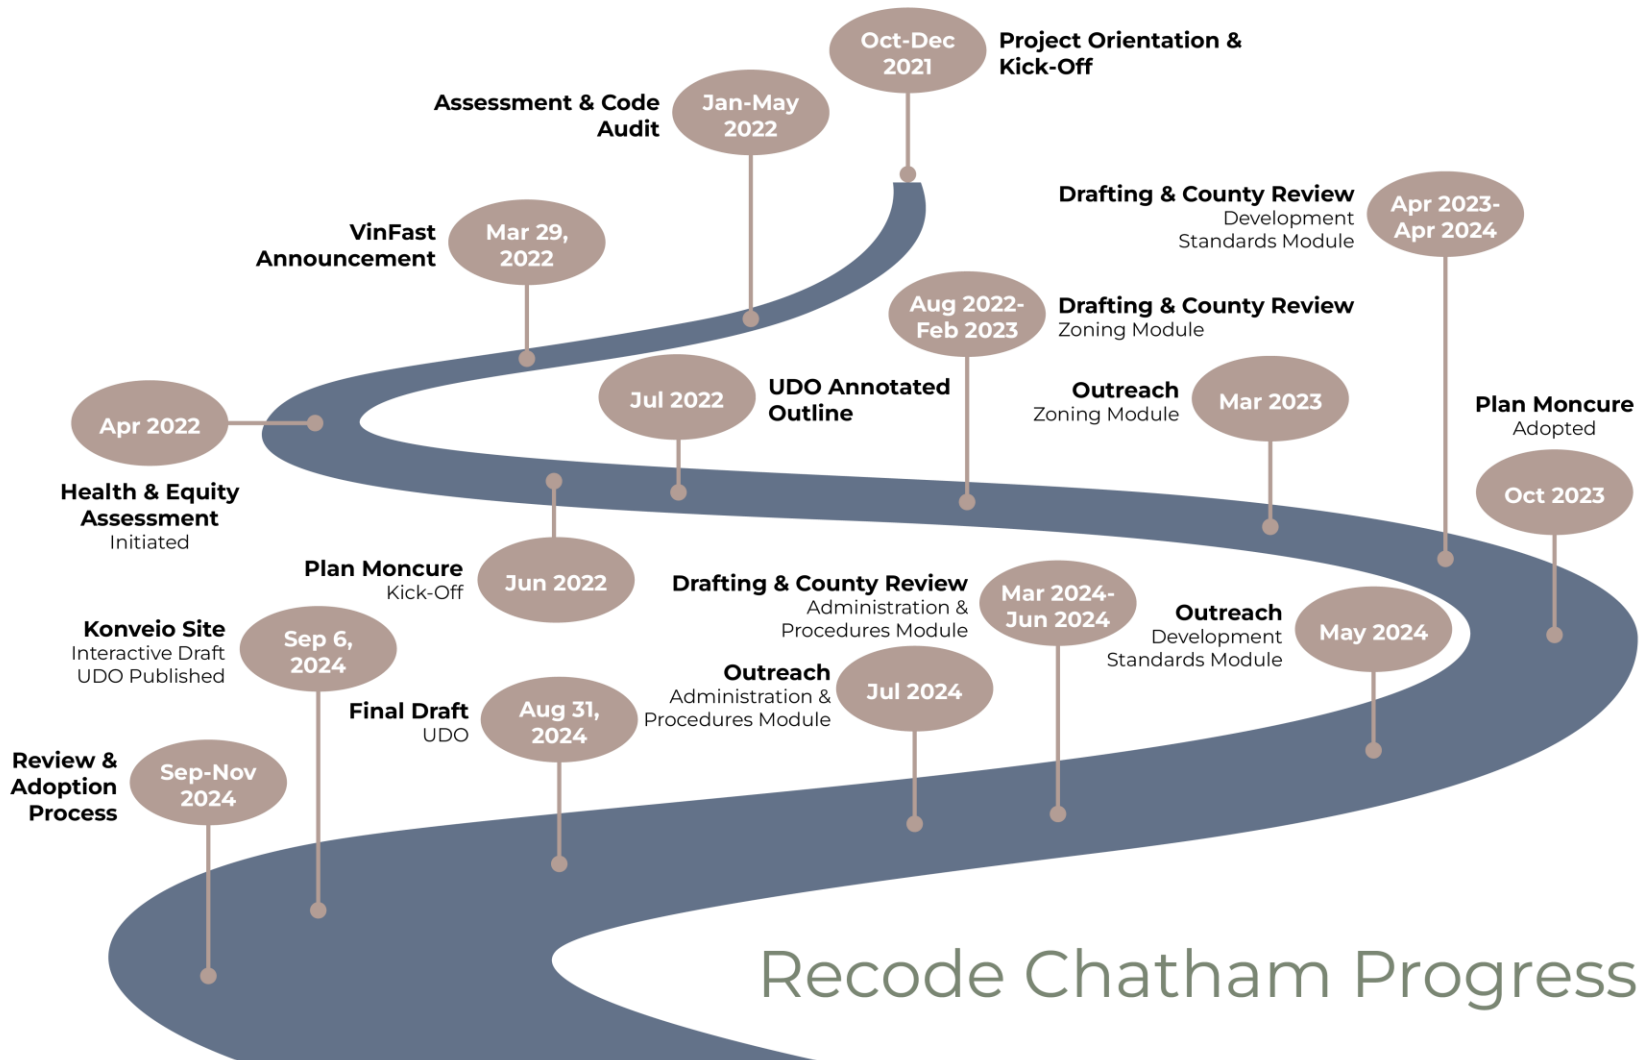 Oct-Dec
2021
Project Orientation &
Kick-Off
Assessment & Code
Audit
Jan-May
2022
VinFast
Announcement
Mar 29,
2022
Apr 2022
Health & Equity
Assessment
Initiated
Plan Moncure
Kick-Off
Jun 2022
Jul 2022
UDO Annotated
Outline
Aug 2022-
Feb 2023
Drafting & County Review
Zoning Module
Outreach
Zoning Module
Mar 2023
Drafting & County Review
Development
Standards Module
Apr 2023-
Apr 2024
Plan Moncure
Adopted
Oct 2023
Outreach
Development
Standards Module
May 2024
Drafting & County Review
Administration &
Procedures Module
Mar 2024-
Jun 2024
Outreach
Administration &
Procedures Module
Jul 2024
Final Draft
UDO
Aug 31,
2024
Konveio Site
Interactive Draft
UDO Published
Sep 6,
2024
Review &
Adoption
Process
Sep-Nov
2024
Recode Chatham Progress